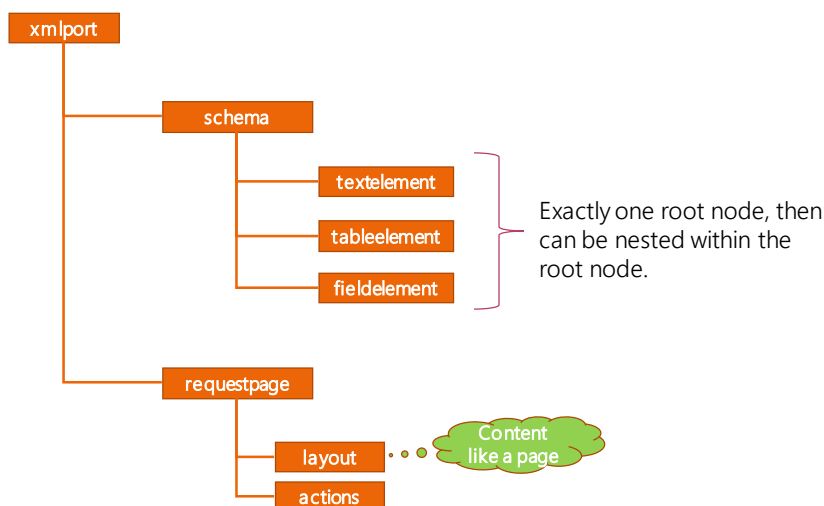 xmlport
schema
textelement
tableelement
fieldelement
Exactly one root node, then
can be nested within the
root node.
requestpage
layout
Content
like a page
actions